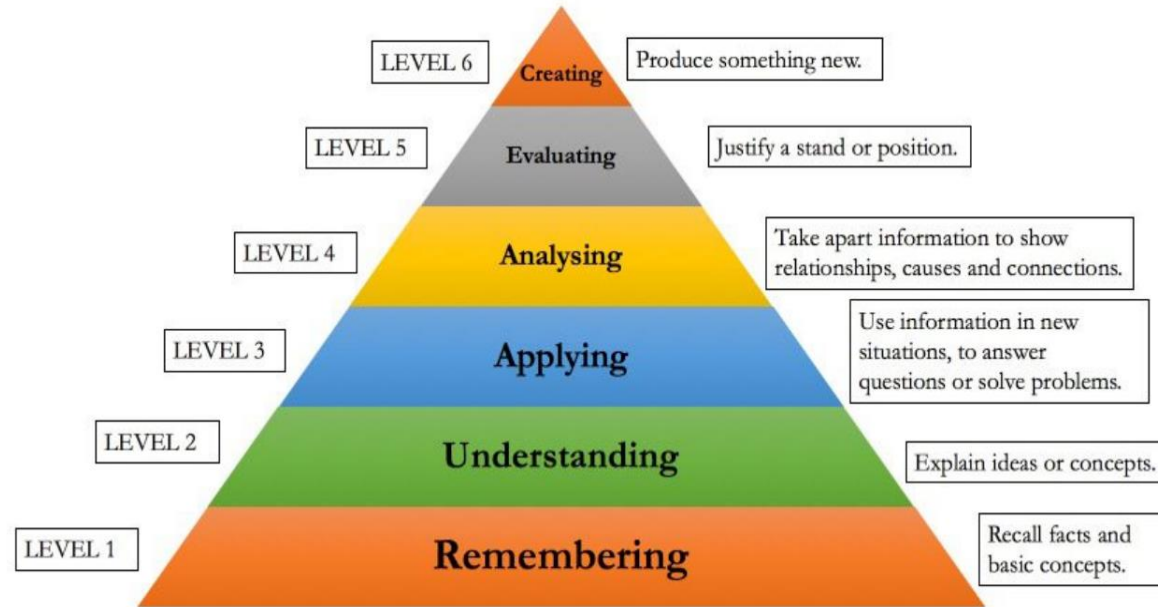 LEVEL 6
Creating
Produce something new.
LEVEL 5
Evaluating
Justify a stand or position.
LEVEL 4
Analysing
Take apart information to show
relationships, causes and connections.
LEVEL 3
Applying
Use information in new
situations, to answer
questions or solve problems.
LEVEL 2
Understanding
Explain ideas or concepts.
LEVEL 1
Remembering
Recall facts and
basic concepts.